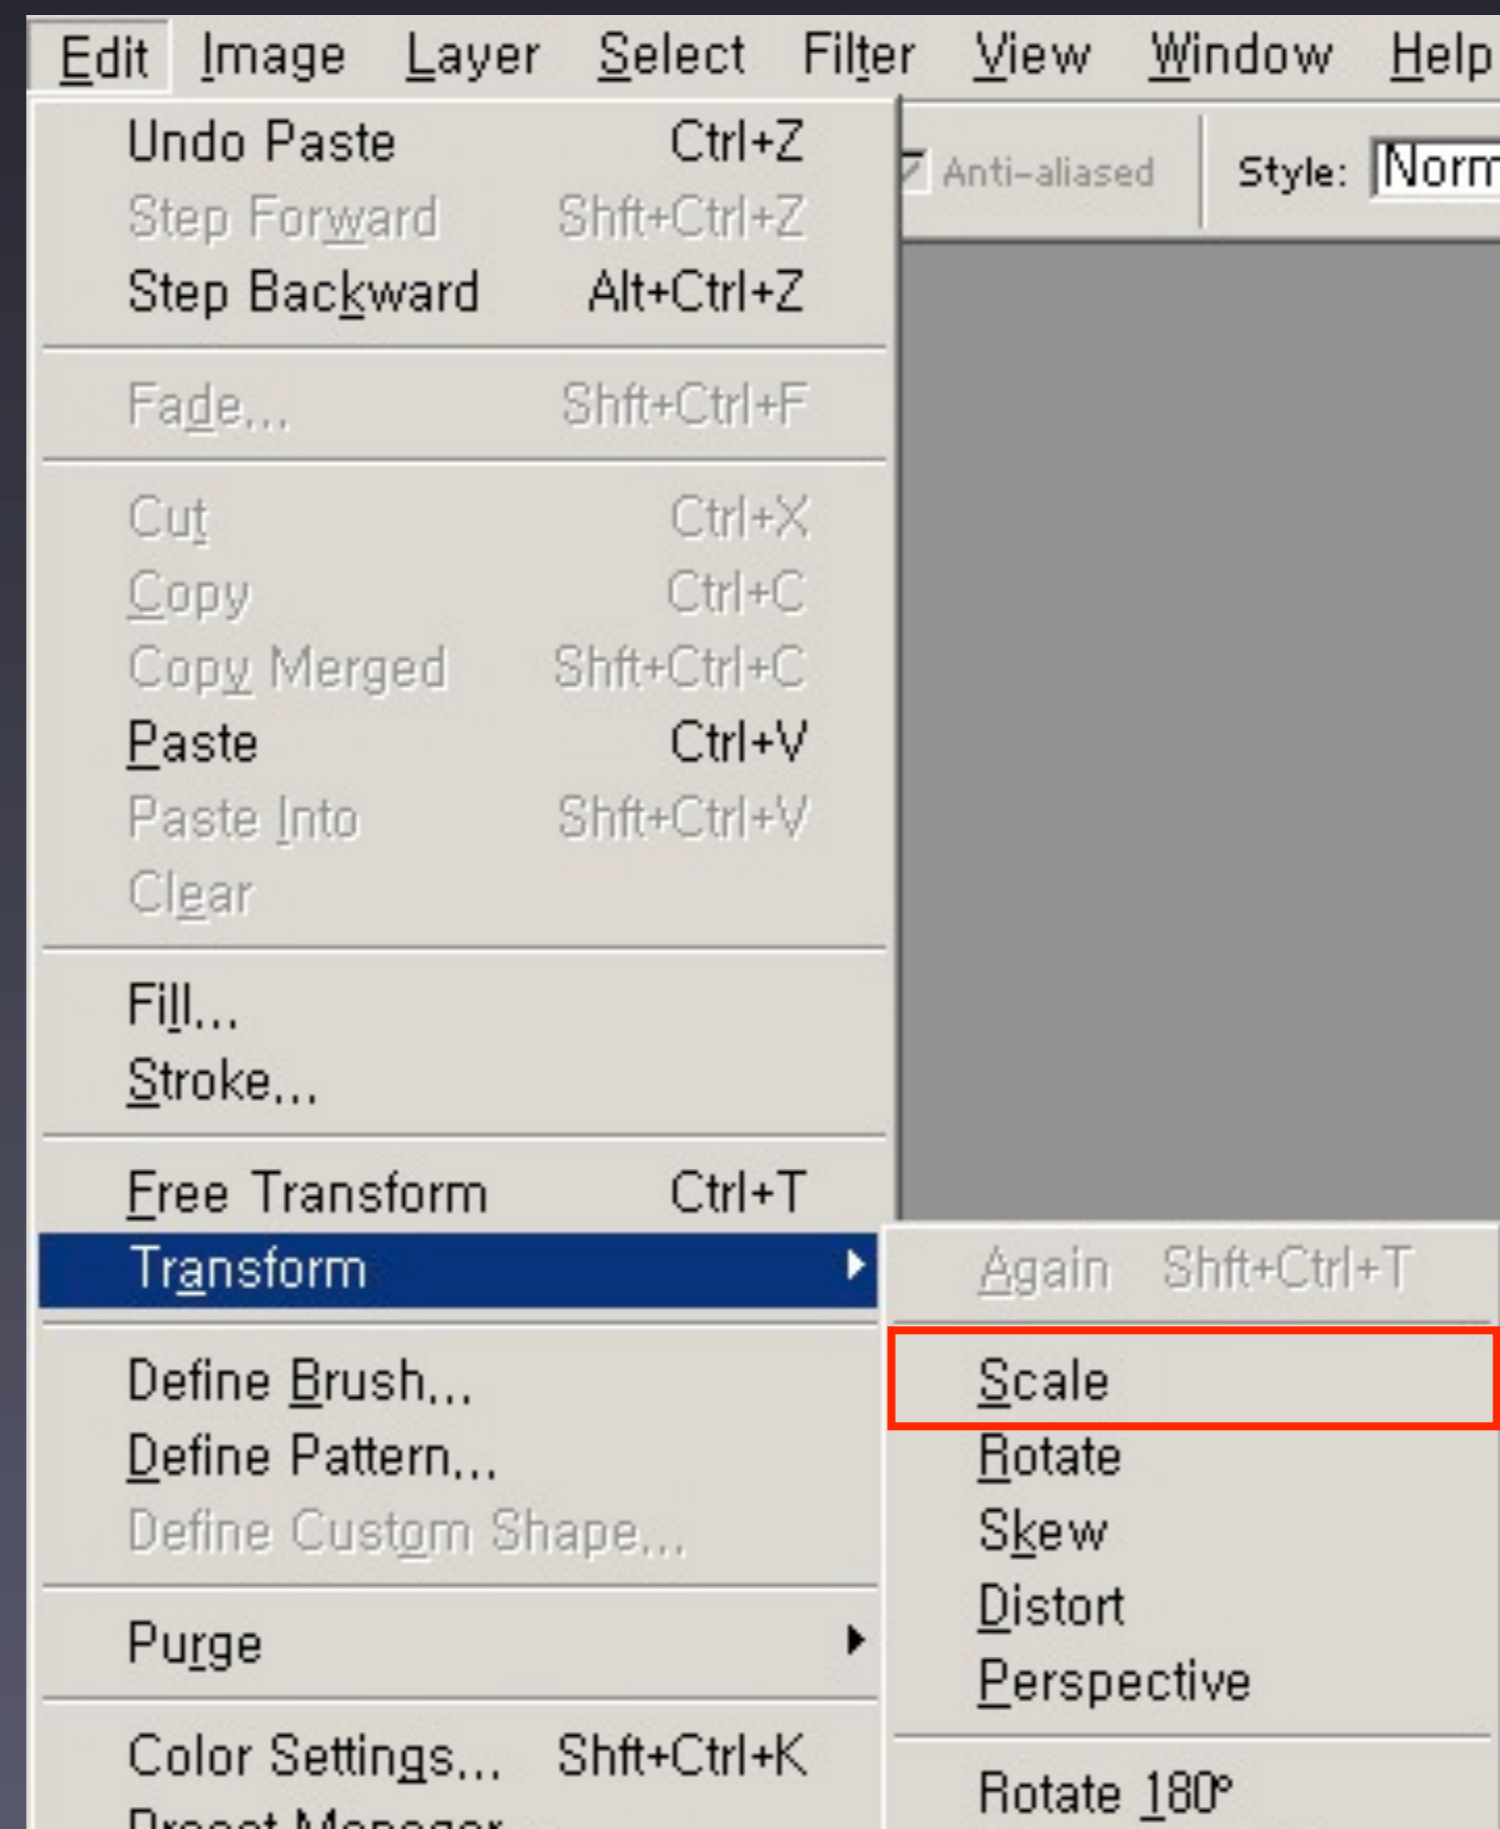 Edit Image Layer Select Filter View Window Help
Undo Paste Ctrl+Z
Anti-aliased Style: Norm
Step Forward Shft+Ctrl+Z
Step Backward Alt+Ctrl+Z
Fade... Shft+Ctrl+F
Cut Ctrl+X
Copy Ctrl+C
Copy Merged Shft+Ctrl+C
Paste Ctrl+V
Paste Into Shft+Ctrl+V
Clear
Fill...
Stroke...
Free Transform Ctrl+T
Transform
Again Shft+Ctrl+T
Define Brush...
Scale
Define Pattern...
Rotate
Define Custom Shape...
Skew
Distort
Purge
Perspective
Color Settings... Shft+Ctrl+K
Rotate 180°
Preset Manager...